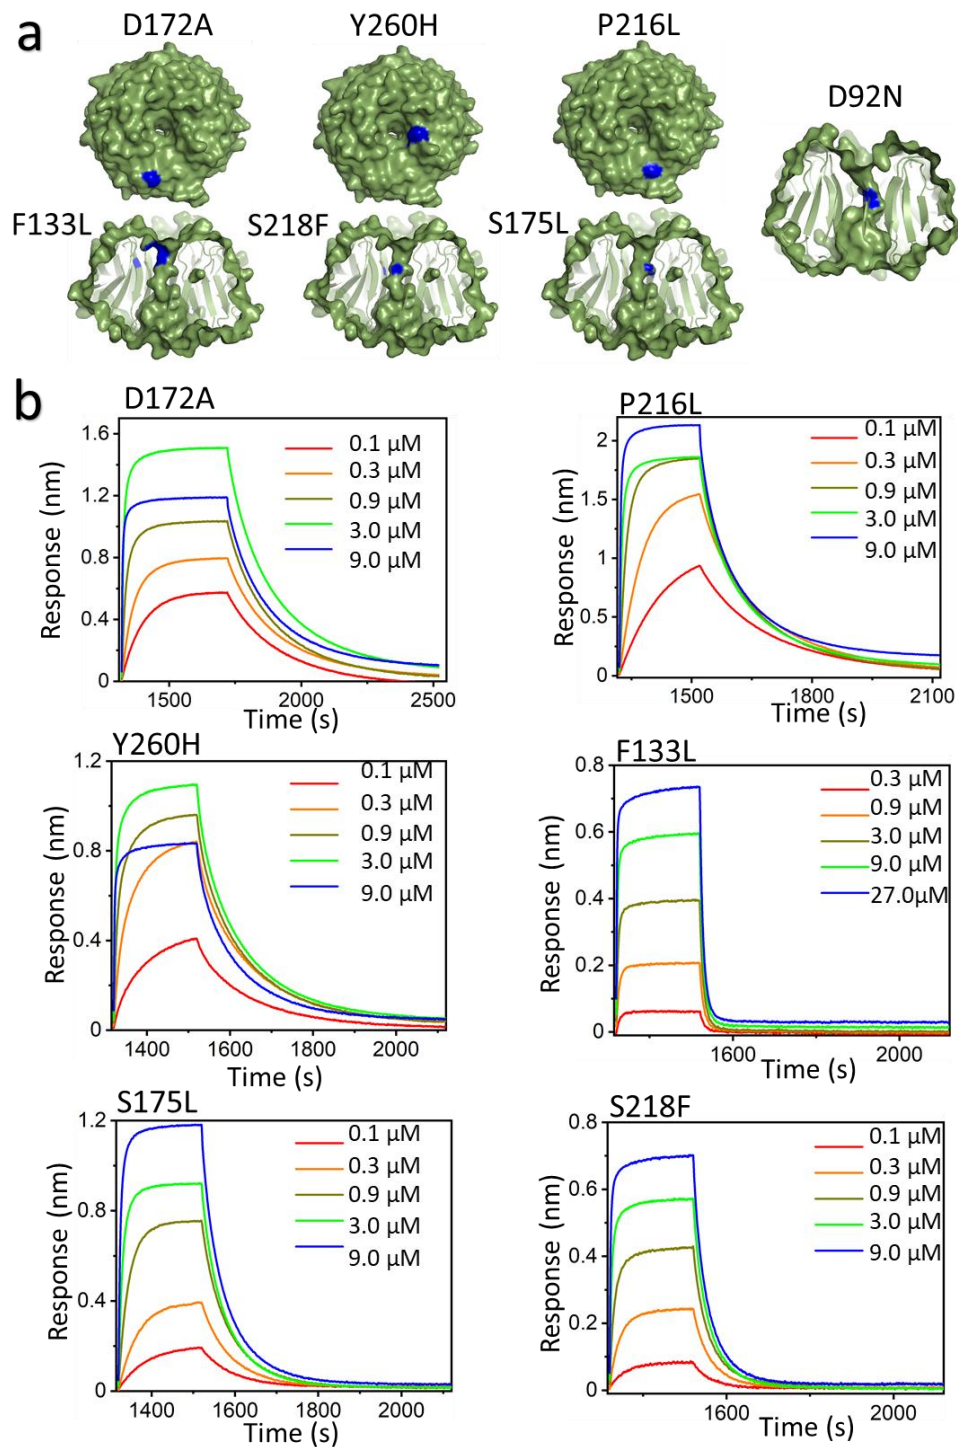 a
D172A
Y260H
P216L
D92N
F133L
S218F
S175L
b
D172A
Response (nm)
1.6
1.2
0.8
0.4
0
0.1 µM
0.3 µM
0.9 µM
3.0 µM
9.0 µM
1500
2000
2500
Time (s)
P216L
Response (nm)
2
1.5
1
0.5
0
0.1 µM
0.3 µM
0.9 µM
3.0 µM
9.0 µM
1500
1800
2100
Time (s)
Y260H
Response (nm)
1.2
0.8
0.4
0
0.1 µM
0.3 µM
0.9 µM
3.0 µM
9.0 µM
1400
1600
1800
2000
Time (s)
F133L
Response (nm)
0.8
0.6
0.4
0.2
0
0.3 µM
0.9 µM
3.0 µM
9.0 µM
27.0µM
1600
2000
Time (s)
S175L
Response (nm)
1.2
0.8
0.4
0
0.1 µM
0.3 µM
0.9 µM
3.0 µM
9.0 µM
1400
1600
1800
2000
Time (s)
S218F
Response (nm)
0.8
0.6
0.4
0.2
0
0.1 µM
0.3 µM
0.9 µM
3.0 µM
9.0 µM
1600
2000
Time (s)